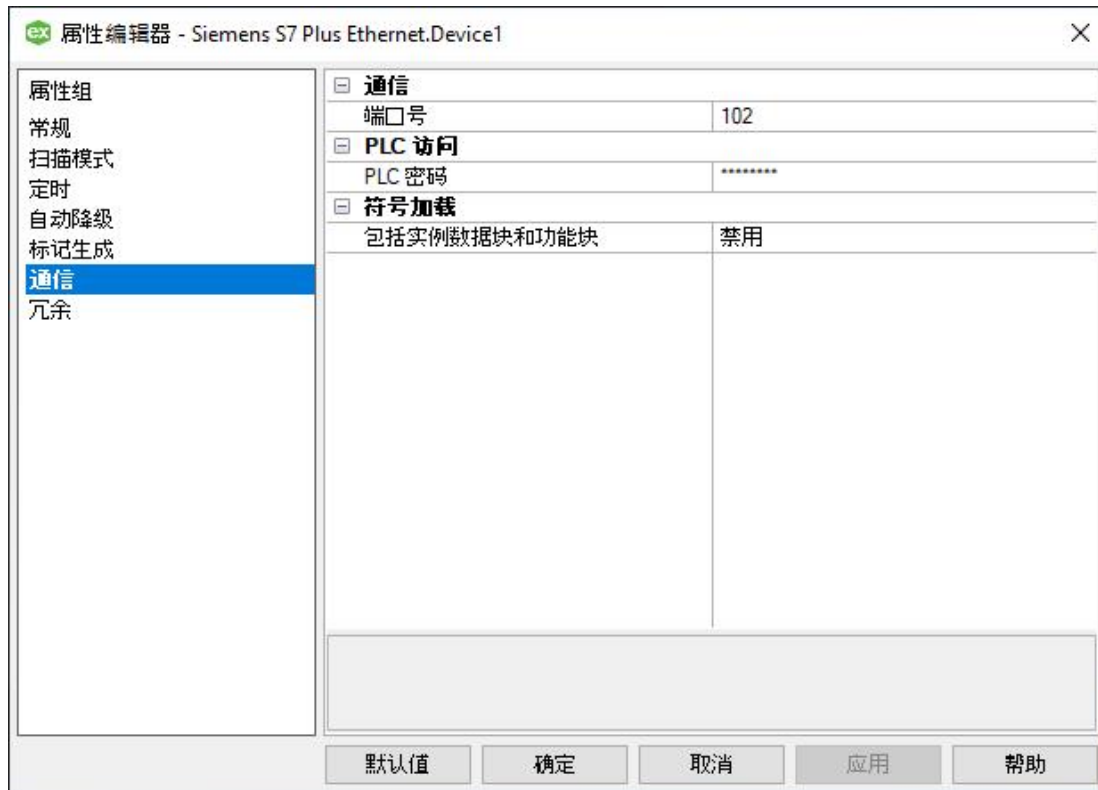 属性编辑器 - Siemens S7 Plus Ethernet.Device1
属性组
常规
扫描模式
定时
自动降级
标记生成
通信
冗余
通信
端口号 102
PLC 访问
PLC 密码 ********
符号加载
包括实例数据块和功能块 禁用
默认值 确定 取消 应用 帮助